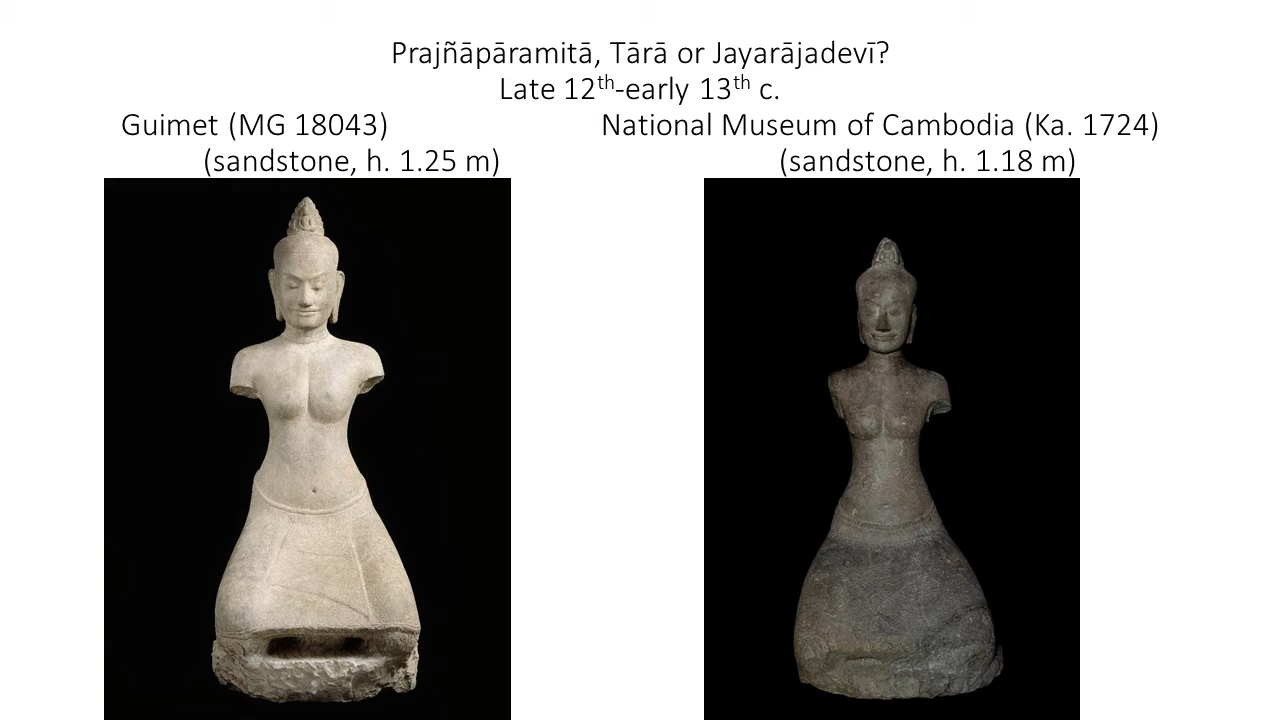 Prajñāpāramitā, Tārā or Jayarājadevī?
Late 12th-early 13th c.
Guimet (MG 18043) National Museum of Cambodia (Ka. 1724)
(sandstone, h. 1.25 m) (sandstone, h. 1.18 m)